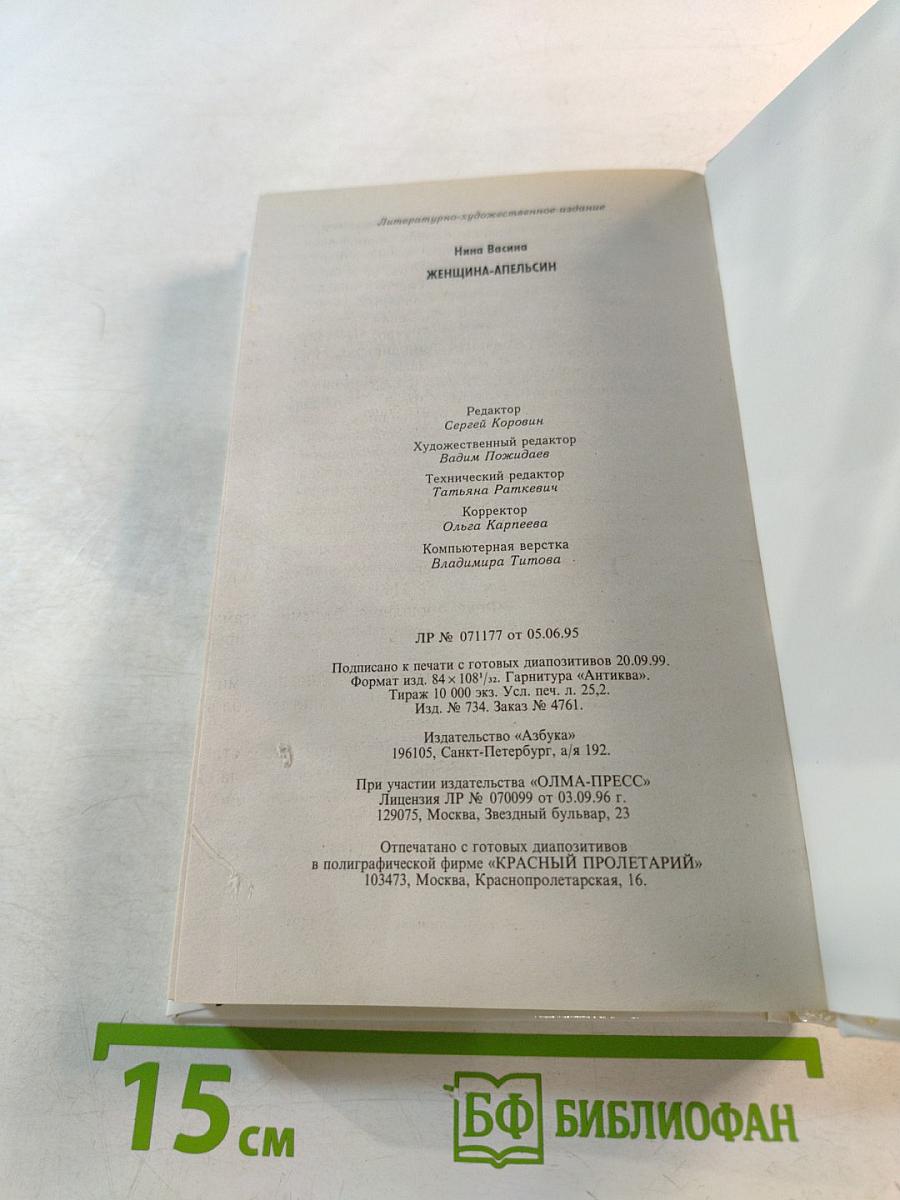 Литературно-художественное издание
Нина Васина
ЖЕНЩИНА-АПЕЛЬСИН
Редактор
Сергей Коровин
Художественный редактор
Вадим Пожидаев
Технический редактор
Татьяна Раткевич
Корректор
Ольга Карпеева
Компьютерная верстка
Владимира Титова
ЛР № 071177 от 05.06.95
Подписано к печати с готовых диапозитивов 20.09.99.
Формат изд. 84 × 108¹/₃₂. Гарнитура «Антиква».
Тираж 10 000 экз. Усл. печ. л. 25,2.
Изд. № 734. Заказ № 4761.
Издательство «Азбука»
196105, Санкт-Петербург, а/я 192.
При участии издательства «ОЛМА-ПРЕСС»
Лицензия ЛР № 070099 от 03.09.96 г.
129075, Москва, Звездный бульвар, 23
Отпечатано с готовых диапозитивов
в полиграфической фирме «КРАСНЫЙ ПРОЛЕТАРИЙ»
103473, Москва, Краснопролетарская, 16.
15 см
БФ БИБЛИОФАН